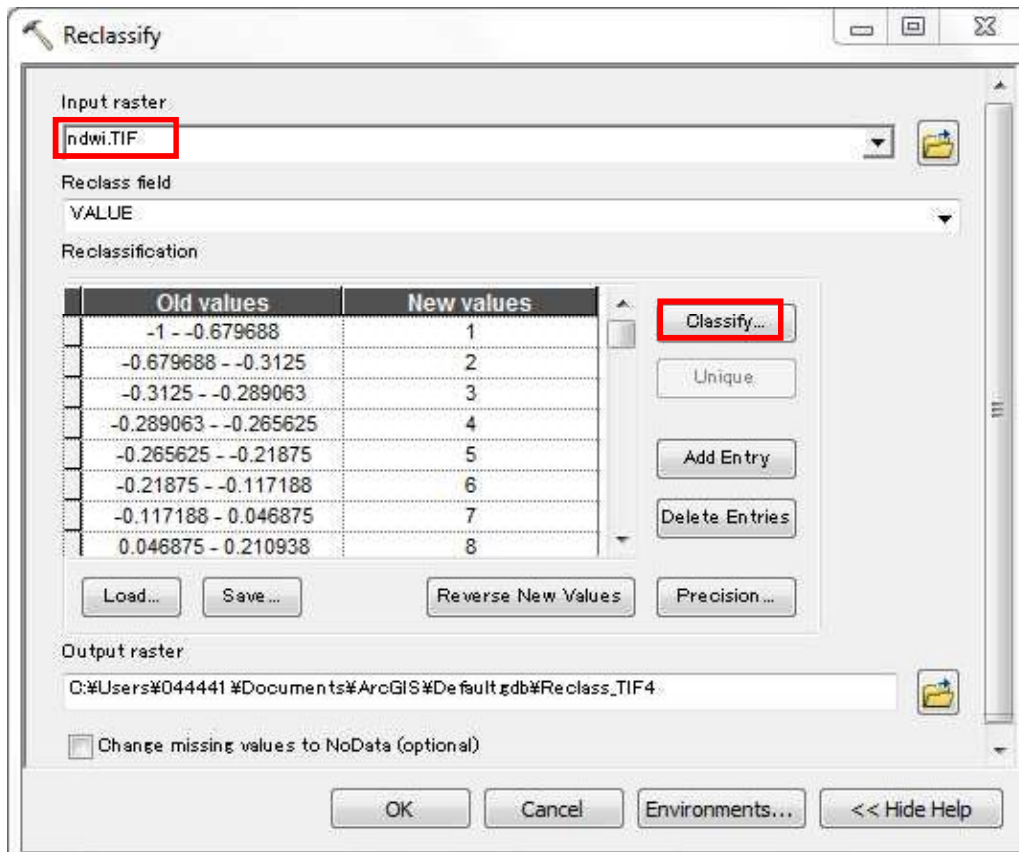 Reclassify
Input raster
ndwi.TIF
Reclass field
VALUE
Reclassification
Old values New values
-1 - -0.679688 1
-0.679688 - -0.3125 2
-0.3125 - -0.289063 3
-0.289063 - -0.265625 4
-0.265625 - -0.21875 5
-0.21875 - -0.117188 6
-0.117188 - 0.046875 7
0.046875 - 0.210938 8
Classify...
Unique
Add Entry
Delete Entries
Load... Save... Reverse New Values Precision...
Output raster
C:¥Users¥044441¥Documents¥ArcGIS¥Default.gdb¥Reclass_TIF4
Change missing values to NoData (optional)
OK Cancel Environments... << Hide Help